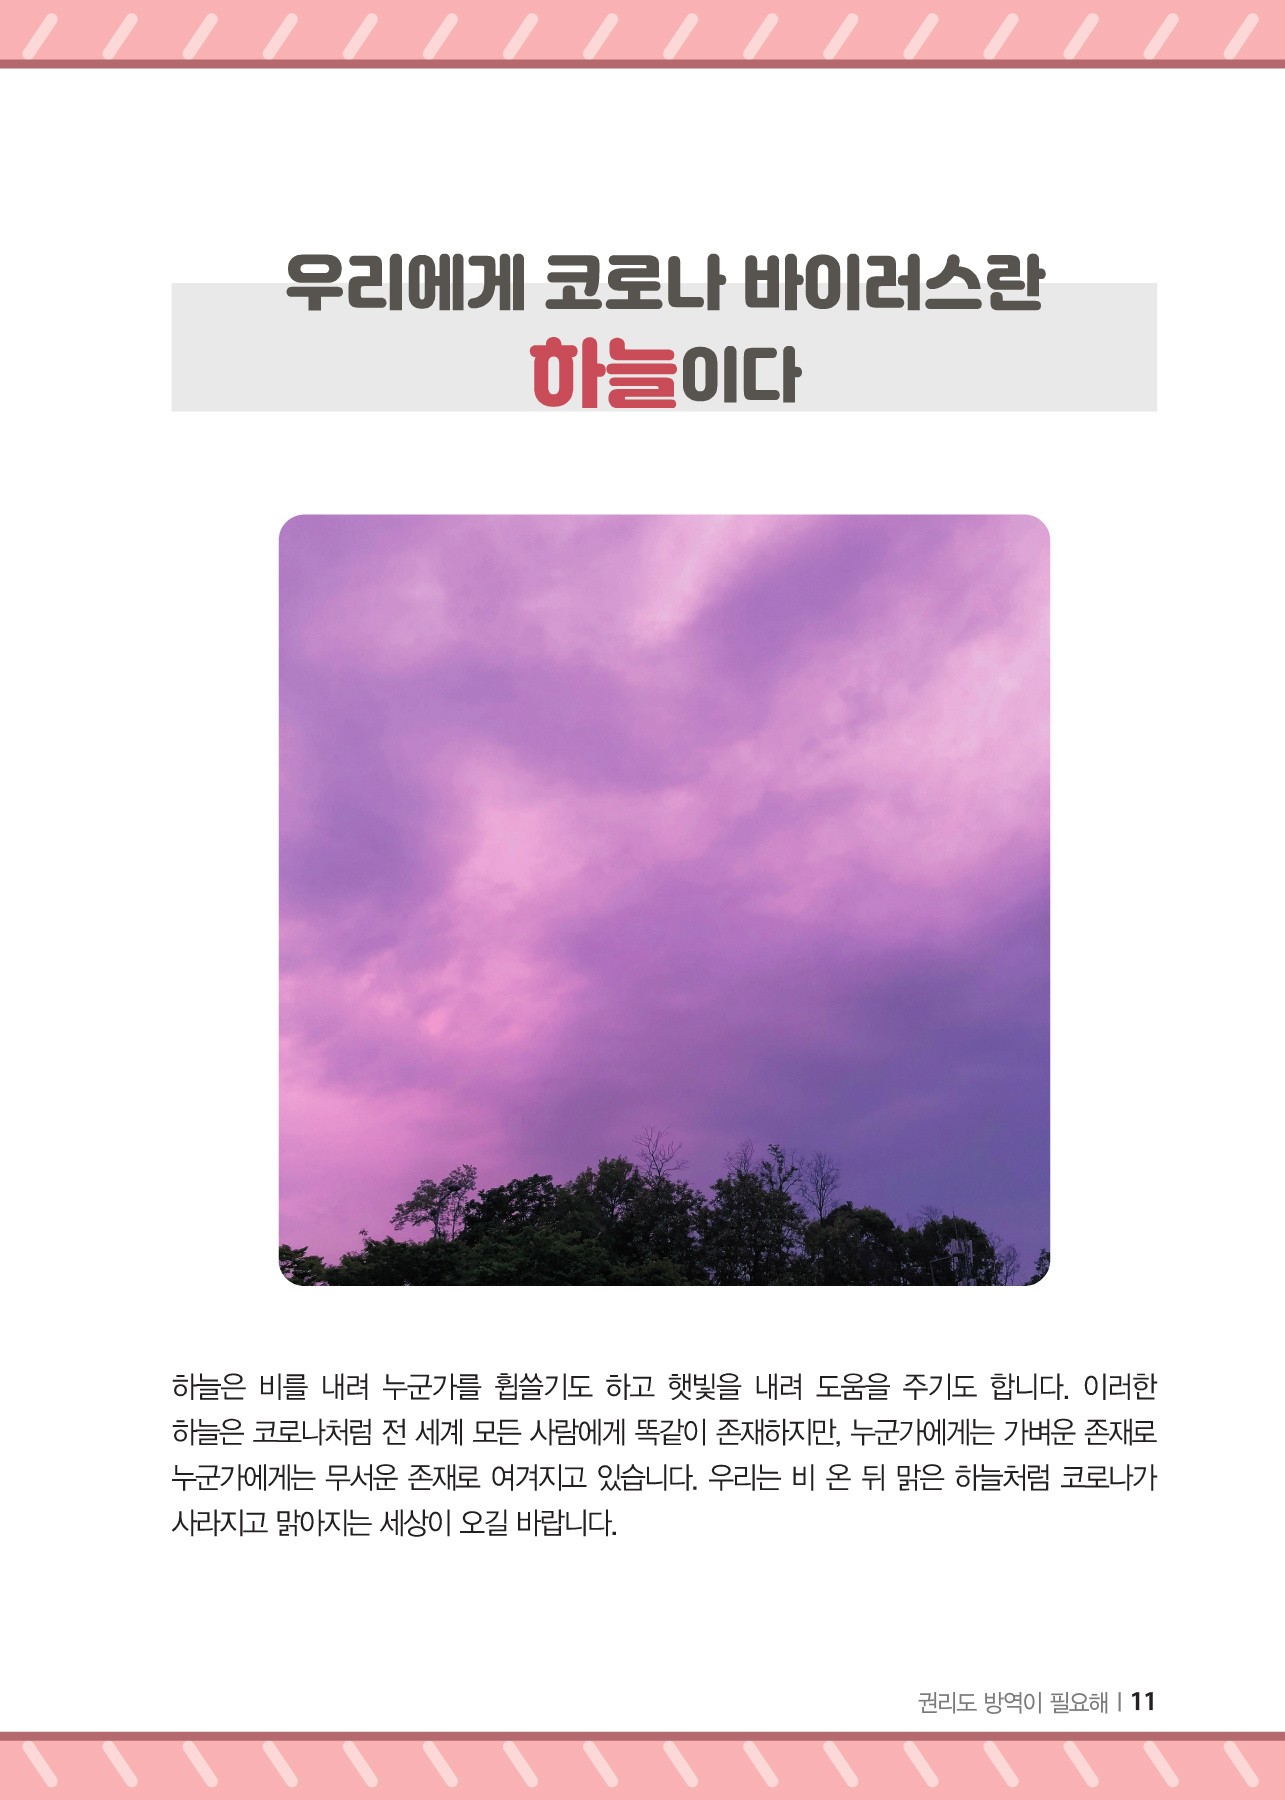 우리에게 코로나 바이러스란
하늘이다
하늘은 비를 내려 누군가를 휩쓸기도 하고 햇빛을 내려 도움을 주기도 합니다. 이러한
하늘은 코로나처럼 전 세계 모든 사람에게 똑같이 존재하지만, 누군가에게는 가벼운 존재로
누군가에게는 무서운 존재로 여겨지고 있습니다. 우리는 비 온 뒤 맑은 하늘처럼 코로나가
사라지고 맑아지는 세상이 오길 바랍니다.
권리도 방역이 필요해 | 11